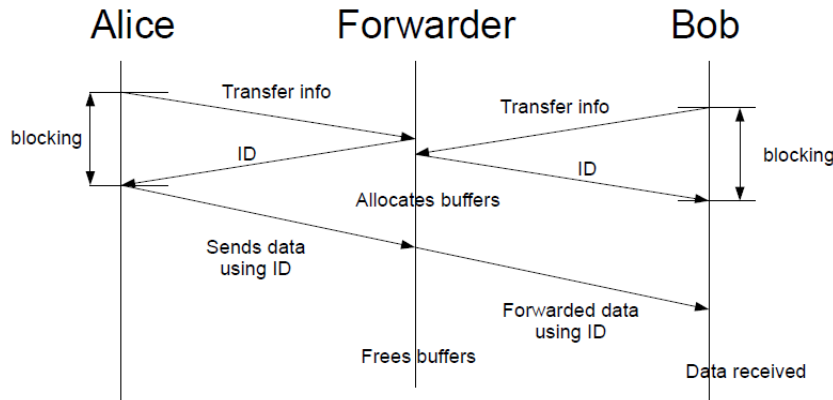 Alice
Forwarder
Bob
Transfer info
Transfer info
blocking
ID
ID
blocking
Allocates buffers
Sends data
using ID
Forwarded data
using ID
Frees buffers
Data received